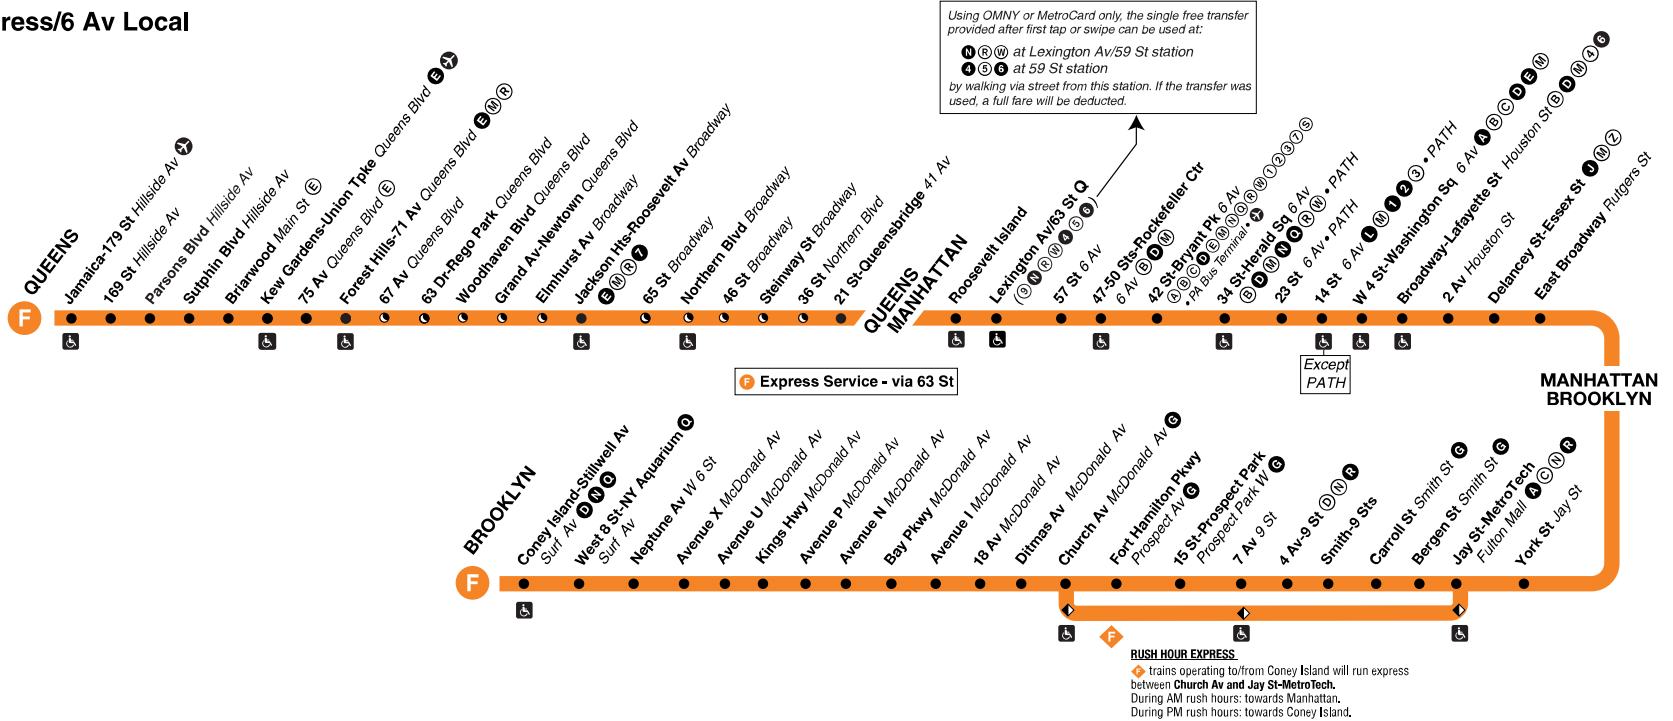 ress/6 Av Local
Using OMNY or MetroCard only, the single free transfer
provided after first tap or swipe can be used at:
N R W at Lexington Av/59 St station
4 5 6 at 59 St station
by walking via street from this station. If the transfer was
used, a full fare will be deducted.
F
QUEENS
Jamaica-179 St Hillside Av
169 St Hillside Av
Parsons Blvd Hillside Av
Sutphin Blvd Hillside Av
Briarwood Main St E
Kew Gardens-Union Tpke Queens Blvd E
75 Av Queens Blvd E
Forest Hills-71 Av Queens Blvd E M R
67 Av Queens Blvd
63 Dr-Rego Park Queens Blvd
Woodhaven Blvd Queens Blvd
Grand Av-Newtown Queens Blvd
Elmhurst Av Broadway
Jackson Hts-Roosevelt Av Broadway
E M R 7
65 St Broadway
Northern Blvd Broadway
46 St Broadway
Steinway St Broadway
36 St Northern Blvd
21 St-Queensbridge 41 Av
QUEENS
MANHATTAN
Roosevelt Island
Lexington Av/63 St Q
(9 N R W 4 5 6)
57 St 6 Av
47-50 Sts-Rockefeller Ctr
6 Av B D M
42 St-Bryant Pk 6 Av
A B C D E M N Q R W 1 2 3 7 S
• PA Bus Terminal •
34 St-Herald Sq 6 Av
B D M N Q R W • PATH
23 St 6 Av • PATH
14 St 6 Av L M 1 2 3 • PATH
W 4 St-Washington Sq 6 Av A B C D E M
Broadway-Lafayette St Houston St B D M 4 6
2 Av Houston St
Delancey St-Essex St J M Z
East Broadway Rutgers St
Except
PATH
F Express Service - via 63 St
MANHATTAN
BROOKLYN
F
BROOKLYN
Coney Island-Stillwell Av
Surf Av D N Q
West 8 St-NY Aquarium Q
Surf Av
Neptune Av W 6 St
Avenue X McDonald Av
Avenue U McDonald Av
Kings Hwy McDonald Av
Avenue P McDonald Av
Avenue N McDonald Av
Bay Pkwy McDonald Av
Avenue I McDonald Av
18 Av McDonald Av
Ditmas Av McDonald Av
Church Av McDonald Av G
Fort Hamilton Pkwy
Prospect Av G
15 St-Prospect Park
Prospect Park W G
7 Av 9 St
4 Av-9 St D N R
Smith-9 Sts
Carroll St Smith St G
Bergen St Smith St G
Jay St-MetroTech
Fulton Mall A C N R
York St Jay St
F
RUSH HOUR EXPRESS
F trains operating to/from Coney Island will run express
between Church Av and Jay St-MetroTech.
During AM rush hours: towards Manhattan.
During PM rush hours: towards Coney Island.